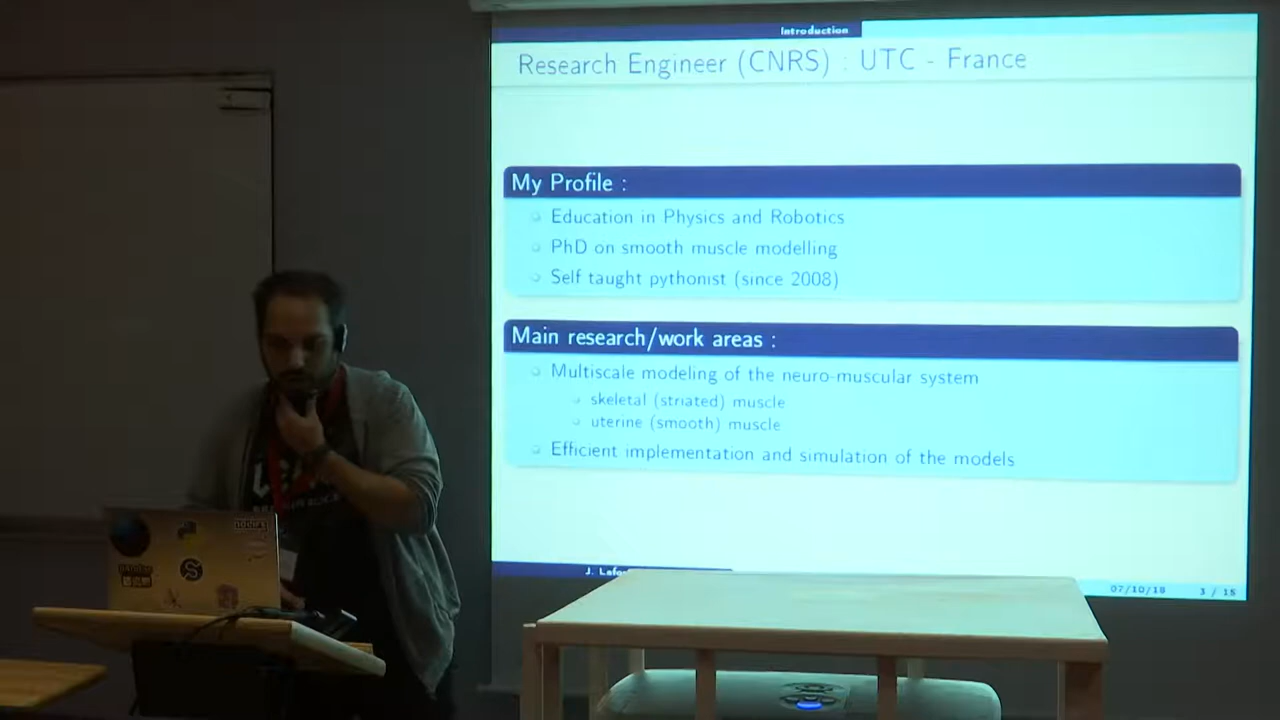 Introduction
Research Engineer (CNRS) : UTC - France
My Profile :
Education in Physics and Robotics
PhD on smooth muscle modelling
Self taught pythonist (since 2008)
Main research/work areas :
Multiscale modeling of the neuro-muscular system
skeletal (striated) muscle
uterine (smooth) muscle
Efficient implementation and simulation of the models
J.
07/10/18 3 / 15
S